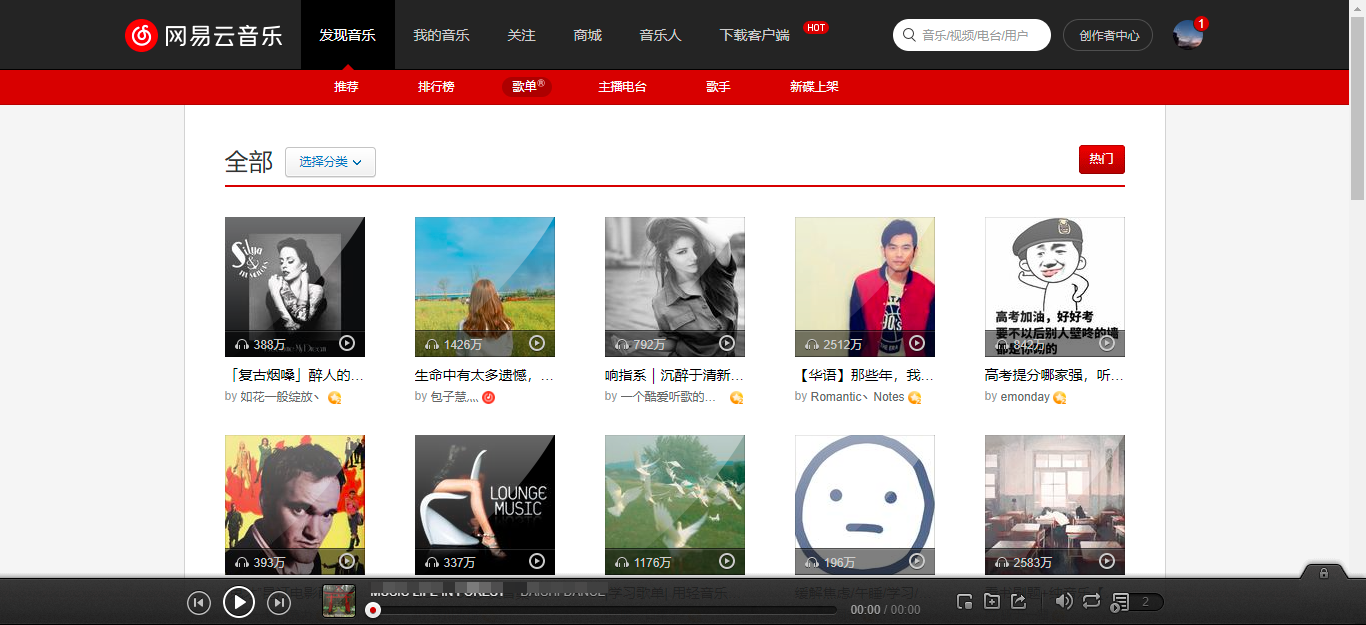 网易云音乐
发现音乐 我的音乐 关注 商城 音乐人 下载客户端 HOT
音乐/视频/电台/用户
创作者中心
1
推荐 排行榜 歌单® 主播电台 歌手 新碟上架
全部
选择分类
热门
Silya
388万
1426万
792万
2512万
高考加油，好好考
要不以后别人壁咚的墙
都是你砌的
842万
「复古烟嗓」醉人的...
生命中有太多遗憾，...
响指系│沉醉于清新...
【华语】那些年，我...
高考提分哪家强，听...
by 如花一般绽放丶
by 包子慧灬
by 一个酷爱听歌的...
by Romantic丶Notes
by emonday
LOUNGE
MUSIC
393万
337万
1176万
196万
2583万
MUSIC LIFE IN FOREST
DAISHI DANCE
00:00 / 00:00
2